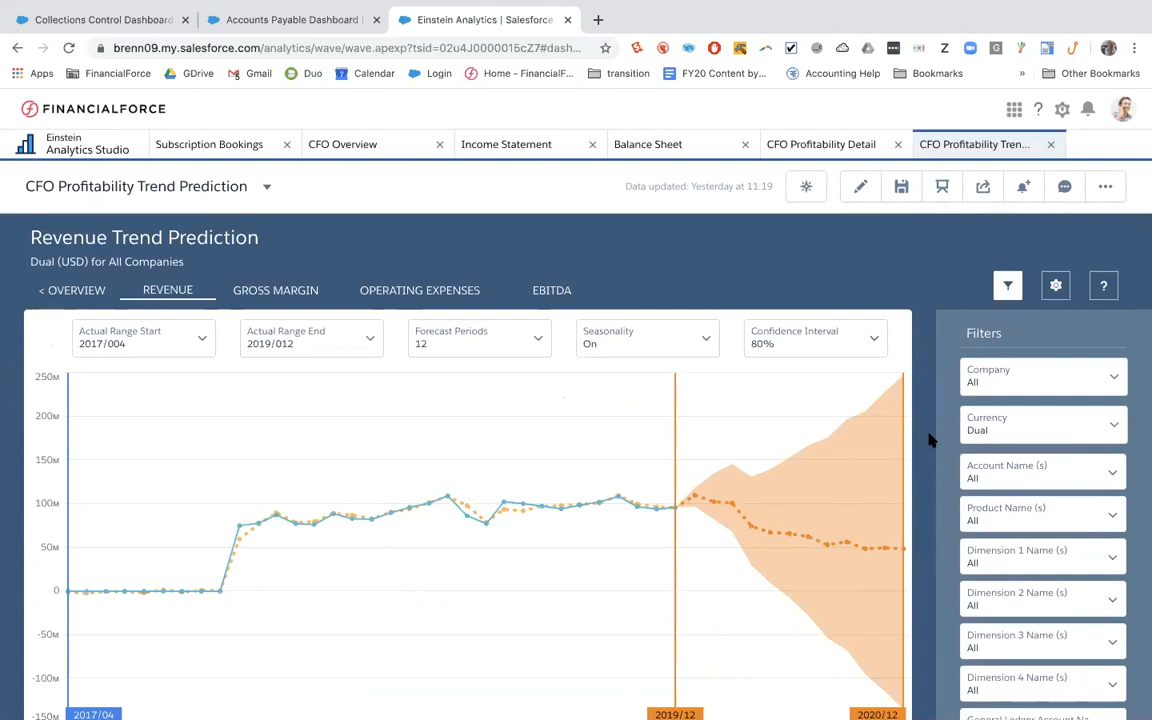 Collections Control Dashboard
Accounts Payable Dashboard |
Einstein Analytics | Salesforce
brenn09.my.salesforce.com/analytics/wave/wave.apexp?tsid=02u4J0000015cZ7#dash...
Apps
FinancialForce
GDrive
Gmail
Duo
Calendar
Login
Home - FinancialF...
transition
FY20 Content by...
Accounting Help
Bookmarks
»
Other Bookmarks
FINANCIALFORCE
Einstein
Analytics Studio
Subscription Bookings
CFO Overview
Income Statement
Balance Sheet
CFO Profitability Detail
CFO Profitability Tren...
CFO Profitability Trend Prediction
Data updated: Yesterday at 11:19
Revenue Trend Prediction
Dual (USD) for All Companies
< OVERVIEW
REVENUE
GROSS MARGIN
OPERATING EXPENSES
EBITDA
?
Actual Range Start
2017/004
Actual Range End
2019/012
Forecast Periods
12
Seasonality
On
Confidence Interval
80%
250M
200M
150M
100M
50M
0
-50M
-100M
-150M
2017/04
2019/12
2020/12
Filters
Company
All
Currency
Dual
Account Name (s)
All
Product Name (s)
All
Dimension 1 Name (s)
All
Dimension 2 Name (s)
All
Dimension 3 Name (s)
All
Dimension 4 Name (s)
All
General Ledger Account Na